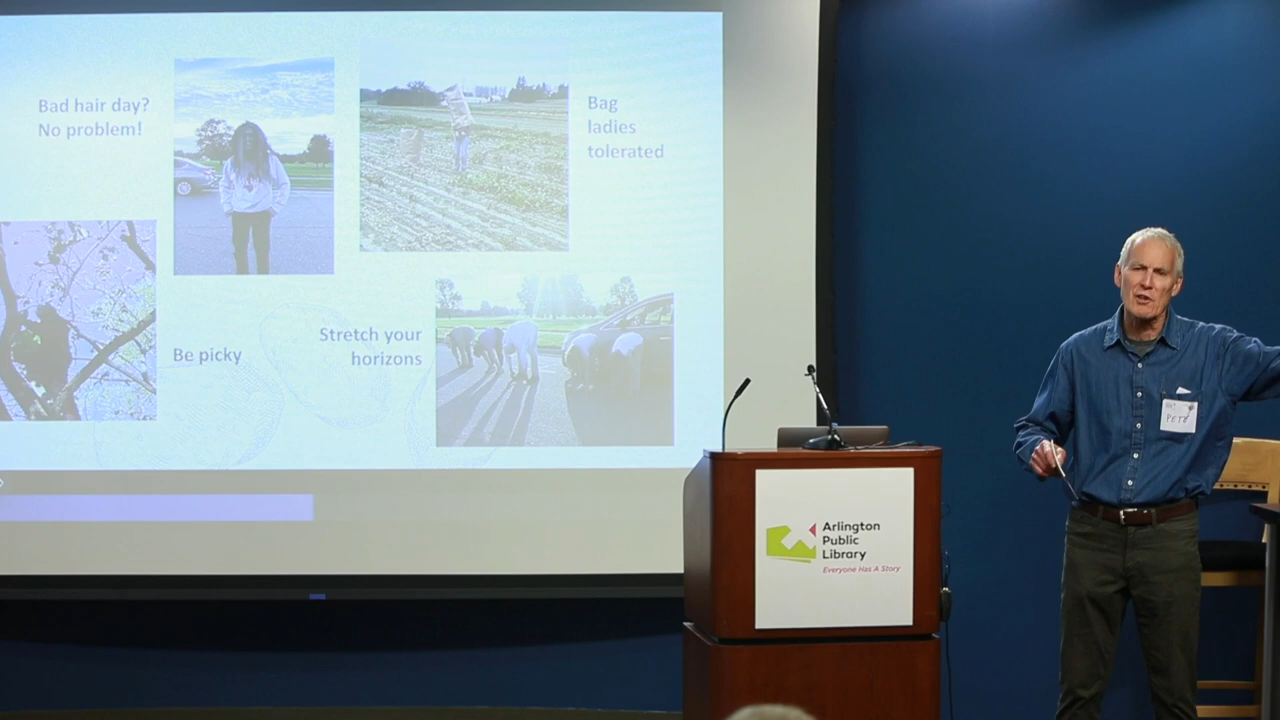 Bad hair day?
No problem!
Bag
ladies
tolerated
Be picky
Stretch your
horizons
Arlington
Public
Library
Everyone Has A Story
PETE